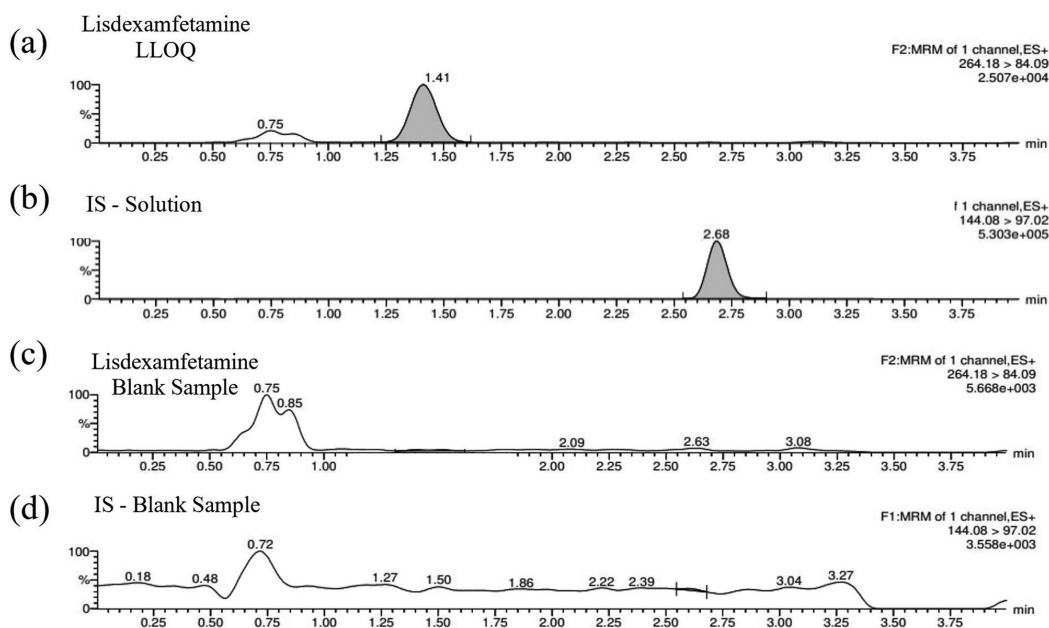 (a)
Lisdexamfetamine
LLOQ
F2:MRM of 1 channel,ES+
264.18 > 84.09
2.507e+004
100
%
0
0.75
1.41
0.25 0.50 0.75 1.00 1.25 1.50 1.75 2.00 2.25 2.50 2.75 3.00 3.25 3.50 3.75 min
(b)
IS - Solution
f 1 channel,ES+
144.08 > 97.02
5.303e+005
100
%
0
2.68
0.25 0.50 0.75 1.00 1.25 1.50 1.75 2.00 2.25 2.50 2.75 3.00 3.25 3.50 3.75 min
(c)
Lisdexamfetamine
Blank Sample
F2:MRM of 1 channel,ES+
264.18 > 84.09
5.668e+003
100
%
0
0.75 0.85 2.09 2.63 3.08
0.25 0.50 0.75 1.00 2.00 2.25 2.50 2.75 3.00 3.25 3.50 3.75 min
(d)
IS - Blank Sample
F1:MRM of 1 channel,ES+
144.08 > 97.02
3.558e+003
100
%
0
0.18 0.48 0.72 1.27 1.50 1.86 2.22 2.39 3.04 3.27
0.25 0.50 0.75 1.00 1.25 1.50 1.75 2.00 2.25 2.50 2.75 3.00 3.25 3.50 3.75 min